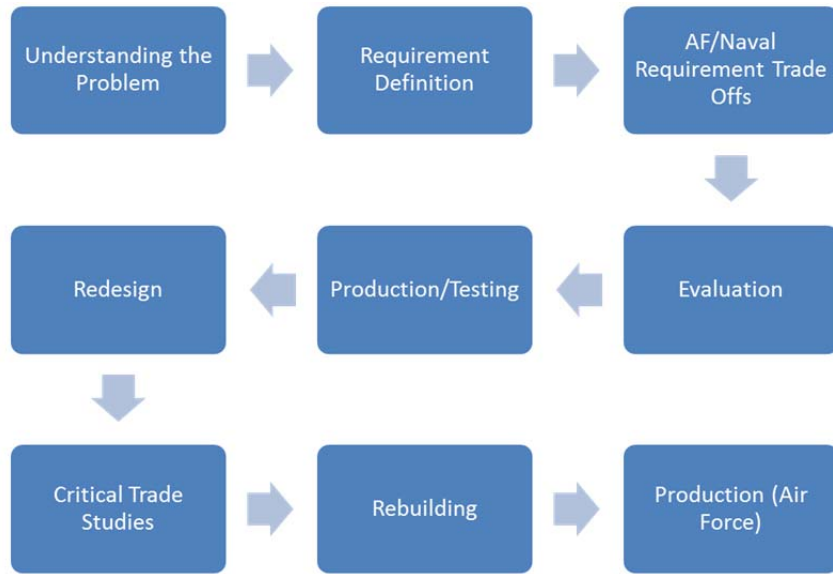 Understanding the
Problem
Requirement
Definition
AF/Naval
Requirement Trade
Offs
Evaluation
Production/Testing
Redesign
Critical Trade
Studies
Rebuilding
Production (Air
Force)